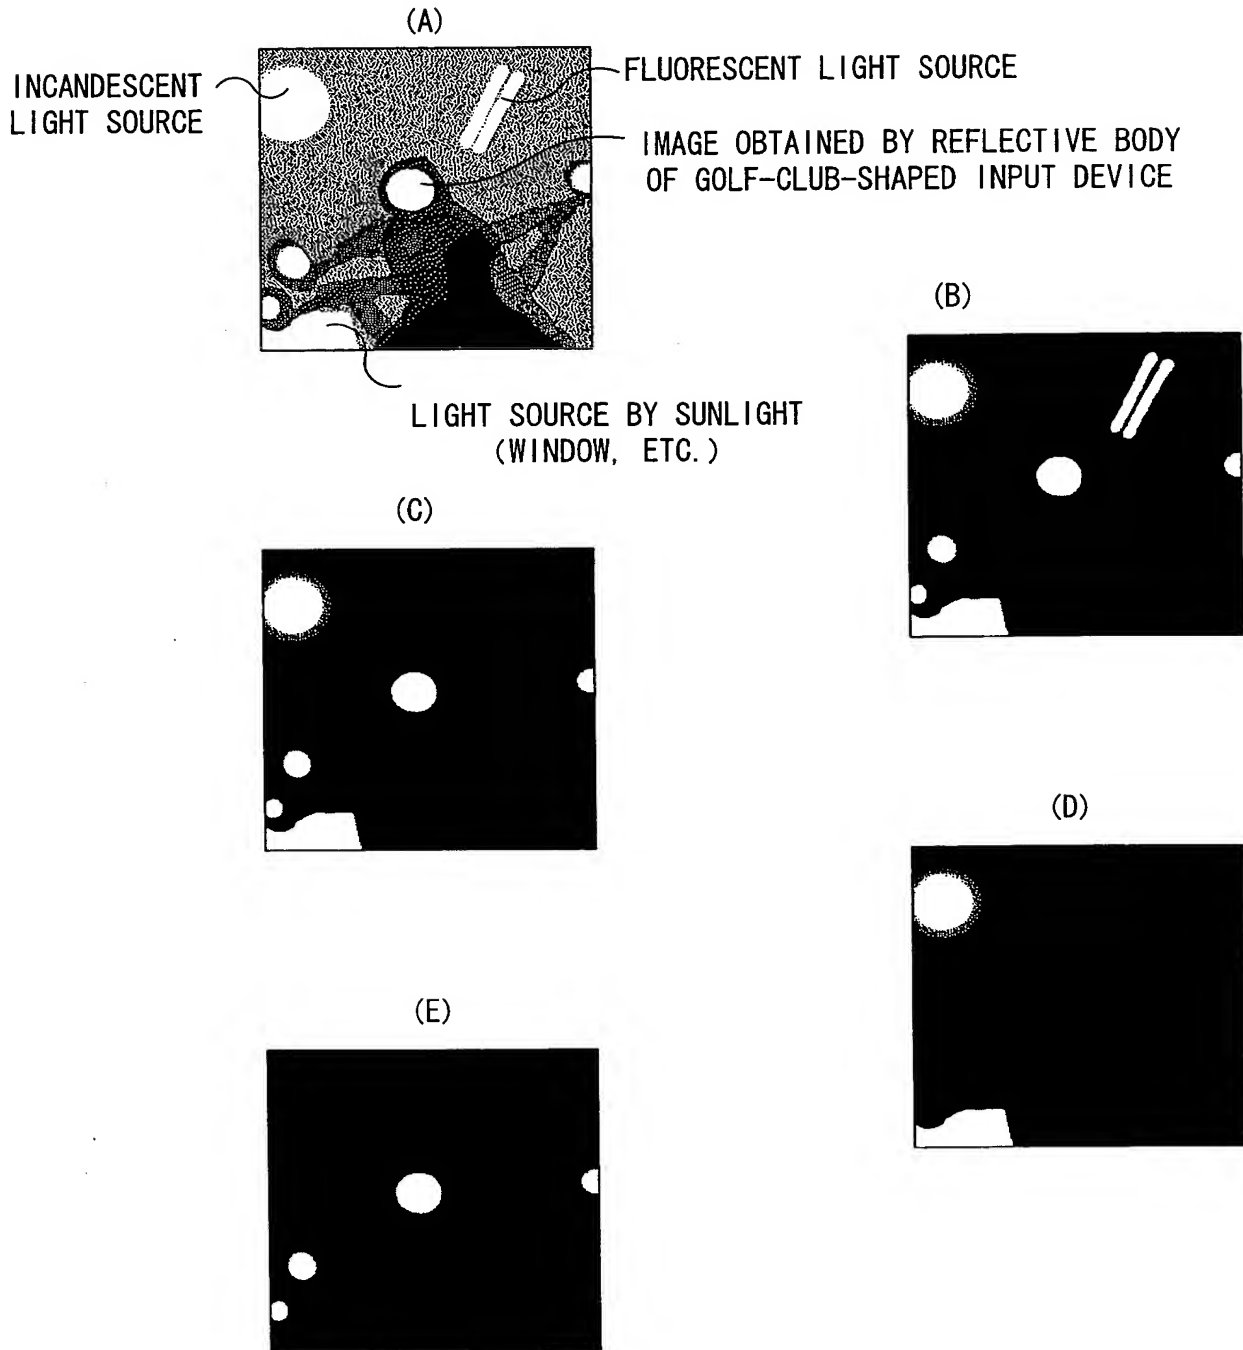 (A)
INCANDESCENT
LIGHT SOURCE
FLUORESCENT LIGHT SOURCE
IMAGE OBTAINED BY REFLECTIVE BODY
OF GOLF-CLUB-SHAPED INPUT DEVICE
LIGHT SOURCE BY SUNLIGHT
(WINDOW, ETC.)
(B)
(C)
(D)
(E)